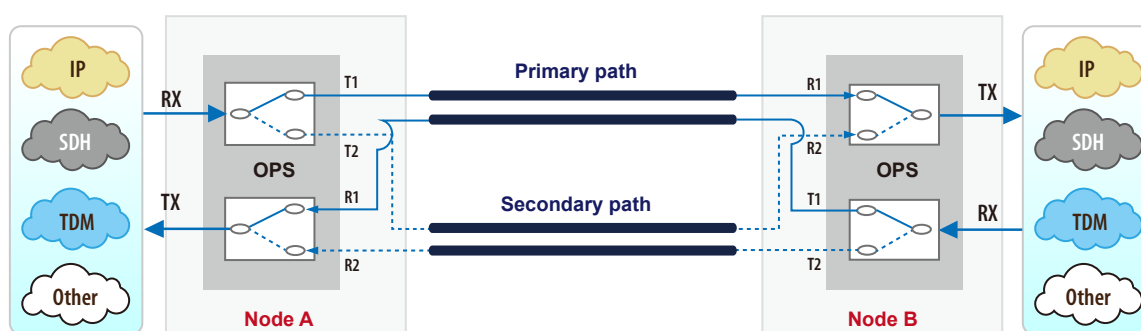 IP
SDH
TDM
Other
RX
TX
T1
T2
OPS
R1
R2
Node A
Primary path
Secondary path
R1
R2
OPS
T1
T2
Node B
TX
RX
IP
SDH
TDM
Other